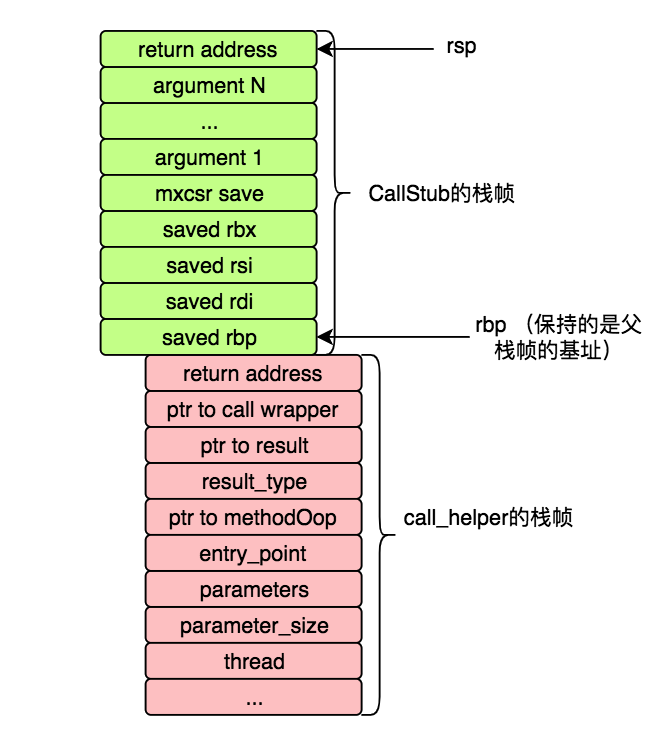 return address
rsp
argument N
...
argument 1
mxcsr save
CallStub的栈帧
saved rbx
saved rsi
saved rdi
saved rbp
rbp （保持的是父
栈帧的基址）
return address
ptr to call wrapper
ptr to result
result_type
ptr to methodOop
call_helper的栈帧
entry_point
parameters
parameter_size
thread
...